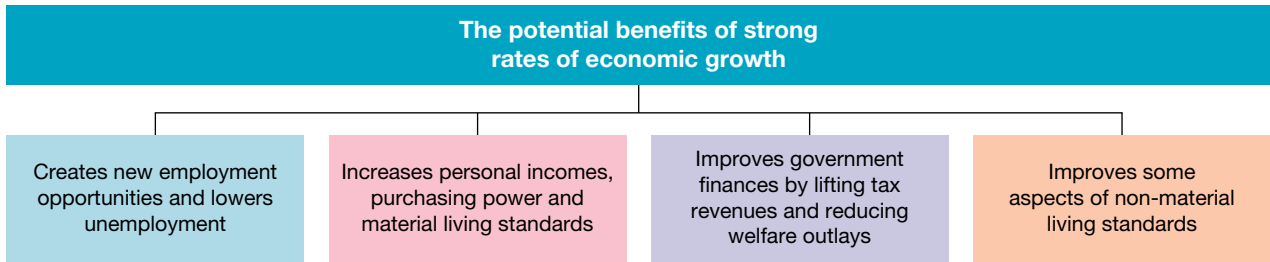 The potential benefits of strong
rates of economic growth
Creates new employment
opportunities and lowers
unemployment
Increases personal incomes,
purchasing power and
material living standards
Improves government
finances by lifting tax
revenues and reducing
welfare outlays
Improves some
aspects of non-material
living standards